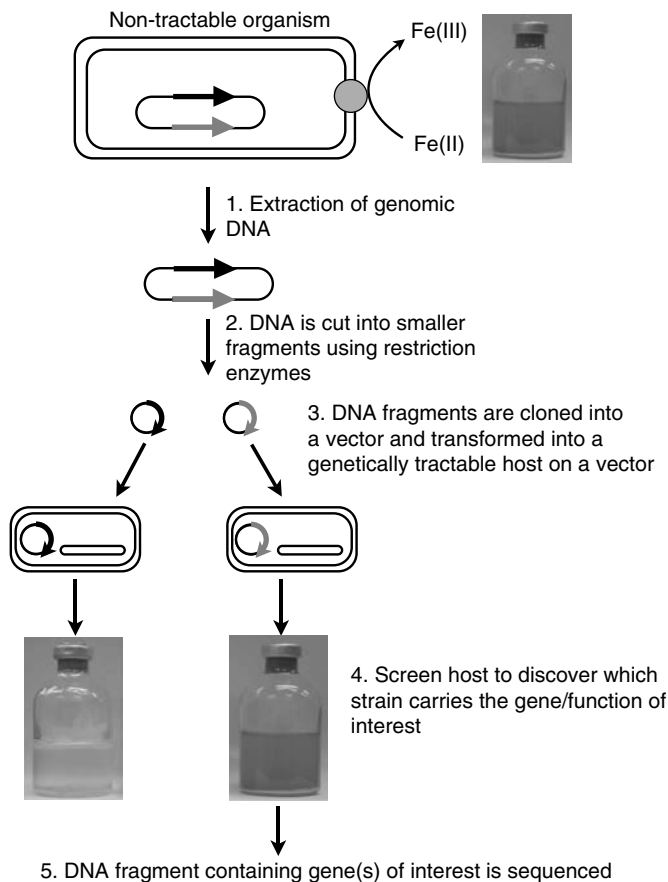 Non-tractable organism
Fe(III)
Fe(II)
1. Extraction of genomic
DNA
2. DNA is cut into smaller
fragments using restriction
enzymes
3. DNA fragments are cloned into
a vector and transformed into a
genetically tractable host on a vector
4. Screen host to discover which
strain carries the gene/function of
interest
5. DNA fragment containing gene(s) of interest is sequenced